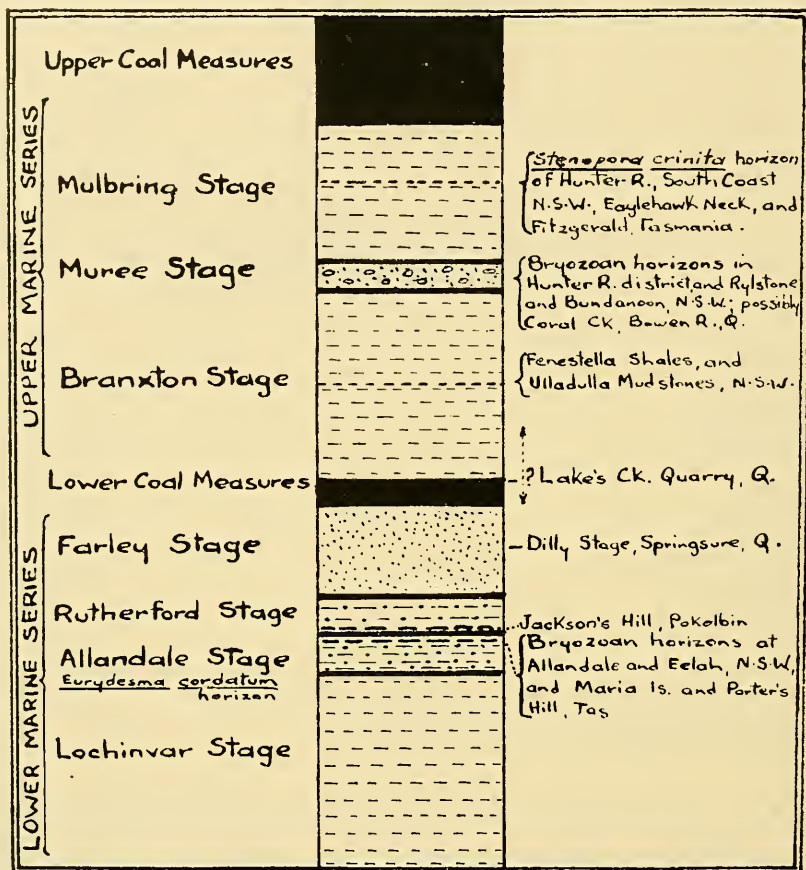 Upper Coal Measures
UPPER MARINE SERIES
Mulbring Stage
Stenopora crinita horizon
of Hunter R., South Coast
N.S.W., Eaglehawk Neck, and
Fitzgerald, Tasmania.
Muree Stage
Bryozoan horizons in
Hunter R. district, and Rylstone
and Bundanoon, N.S.W.; possibly
Coral Ck, Bowen R., Q.
Branxton Stage
Fenestella Shales, and
Ulladulla Mudstones, N.S.W.
Lower Coal Measures
? Lake's Ck. Quarry, Q.
LOWER MARINE SERIES
Farley Stage
Dilly Stage, Springsure, Q.
Rutherford Stage
Jackson's Hill, Pokolbin
Allandale Stage
Eurydesma cordatum
horizon
Bryozoan horizons at
Allandale and Eelah, N.S.W,
and Maria Is. and Porter's
Hill, Tas
Lochinvar Stage